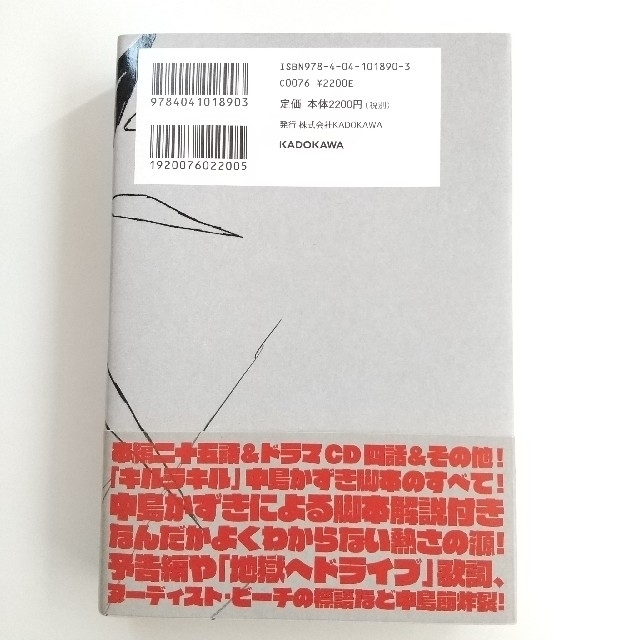 ISBN978-4-04-101890-3
C0076 ¥2200E
定価 本体2200円(税別)
発行 株式会社KADOKAWA
KADOKAWA
9784041018903
1920076022005
本編二十五話&ドラマCD四話&その他!
「キルラキル」中島かずき脚本のすべて!
中島かずきによる脚本解説付き
なんだかよくわからない熱さの源!
予告編や「地獄へドライブ」歌詞、
ヌーディスト・ビーチの標語など中島節炸裂!